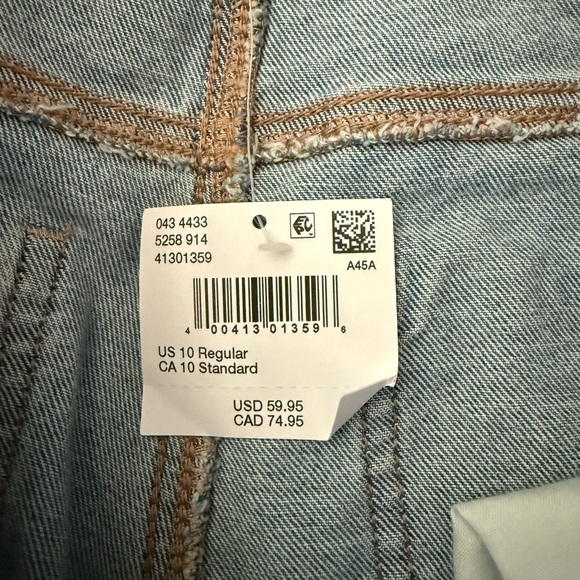 043 4433
5258 914
41301359
A45A
4 00413 01359 6
US 10 Regular
CA 10 Standard
USD 59.95
CAD 74.95